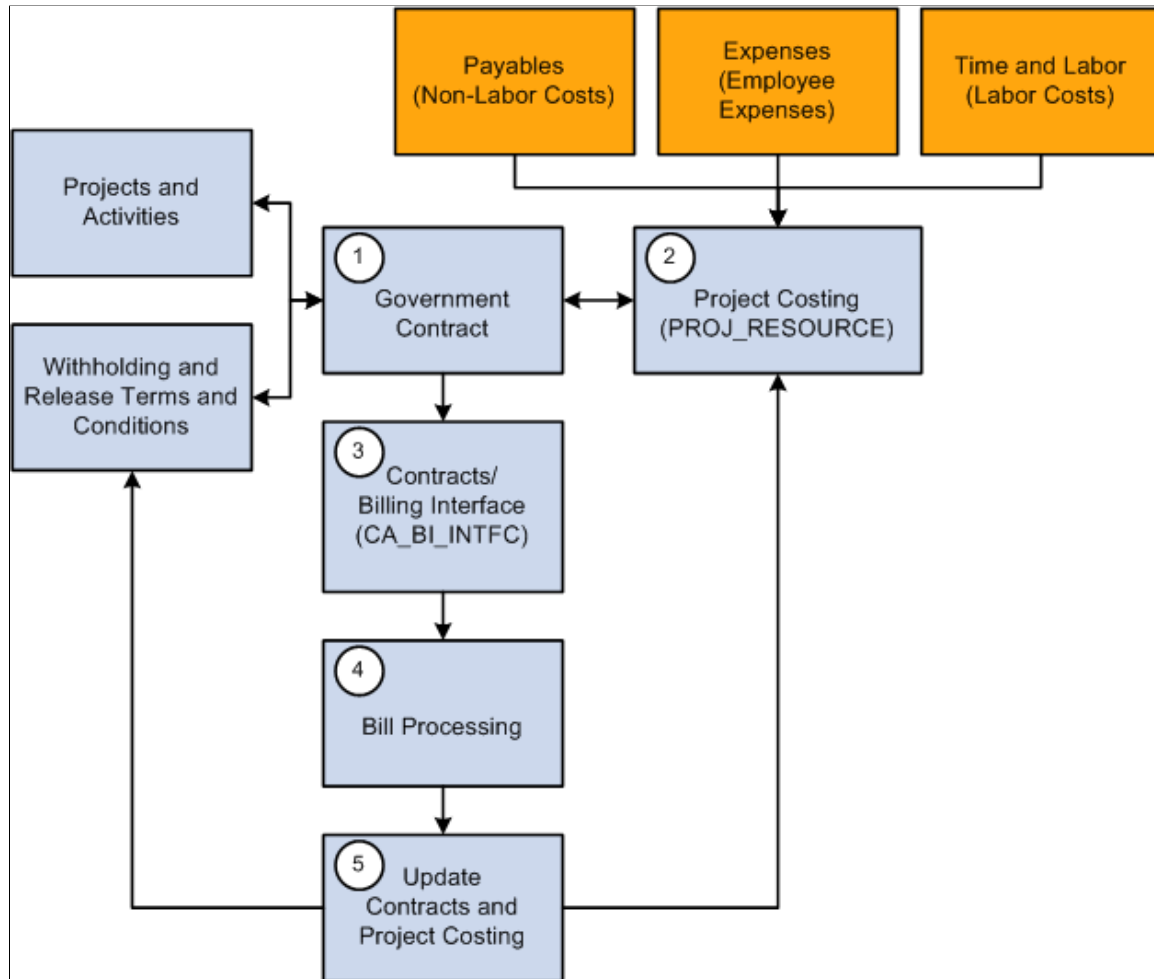 Payables
(Non-Labor Costs)
Expenses
(Employee
Expenses)
Time and Labor
(Labor Costs)
Projects and
Activities
1
Government
Contract
2
Project Costing
(PROJ_RESOURCE)
Withholding and
Release Terms and
Conditions
3
Contracts/
Billing Interface
(CA_BI_INTFC)
4
Bill Processing
5
Update
Contracts and
Project Costing